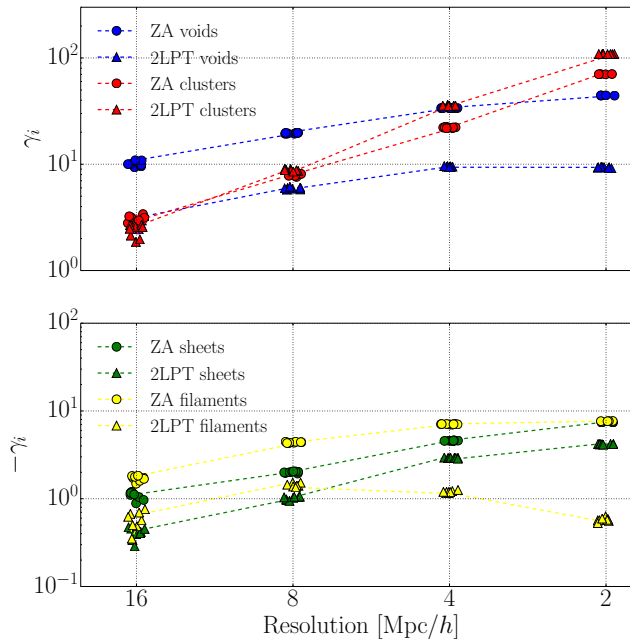 10²
10¹
10⁰
γᵢ
ZA voids
2LPT voids
ZA clusters
2LPT clusters
10²
10¹
10⁰
10⁻¹
−γᵢ
ZA sheets
2LPT sheets
ZA filaments
2LPT filaments
16 8 4 2
Resolution [Mpc/h]